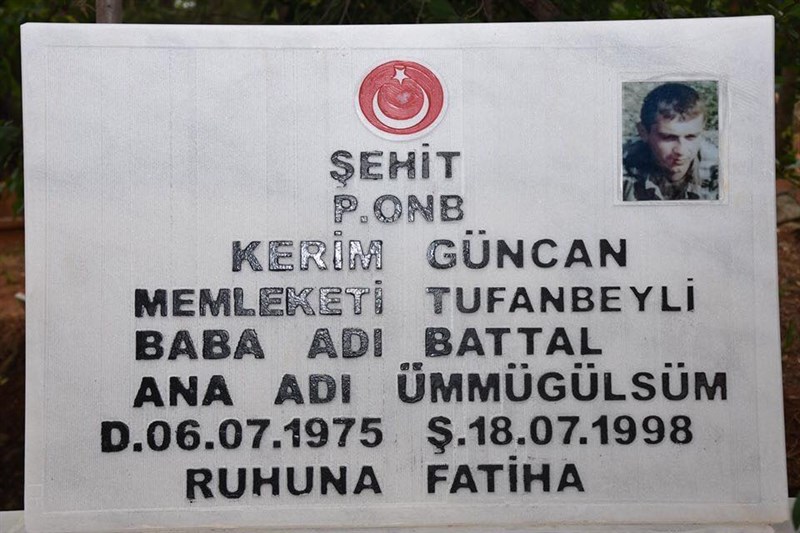 ŞEHİT
P.ONB
KERİM GÜNCAN
MEMLEKETİ TUFANBEYLİ
BABA ADI BATTAL
ANA ADI ÜMMÜGÜLSÜM
D.06.07.1975 Ş.18.07.1998
RUHUNA FATİHA